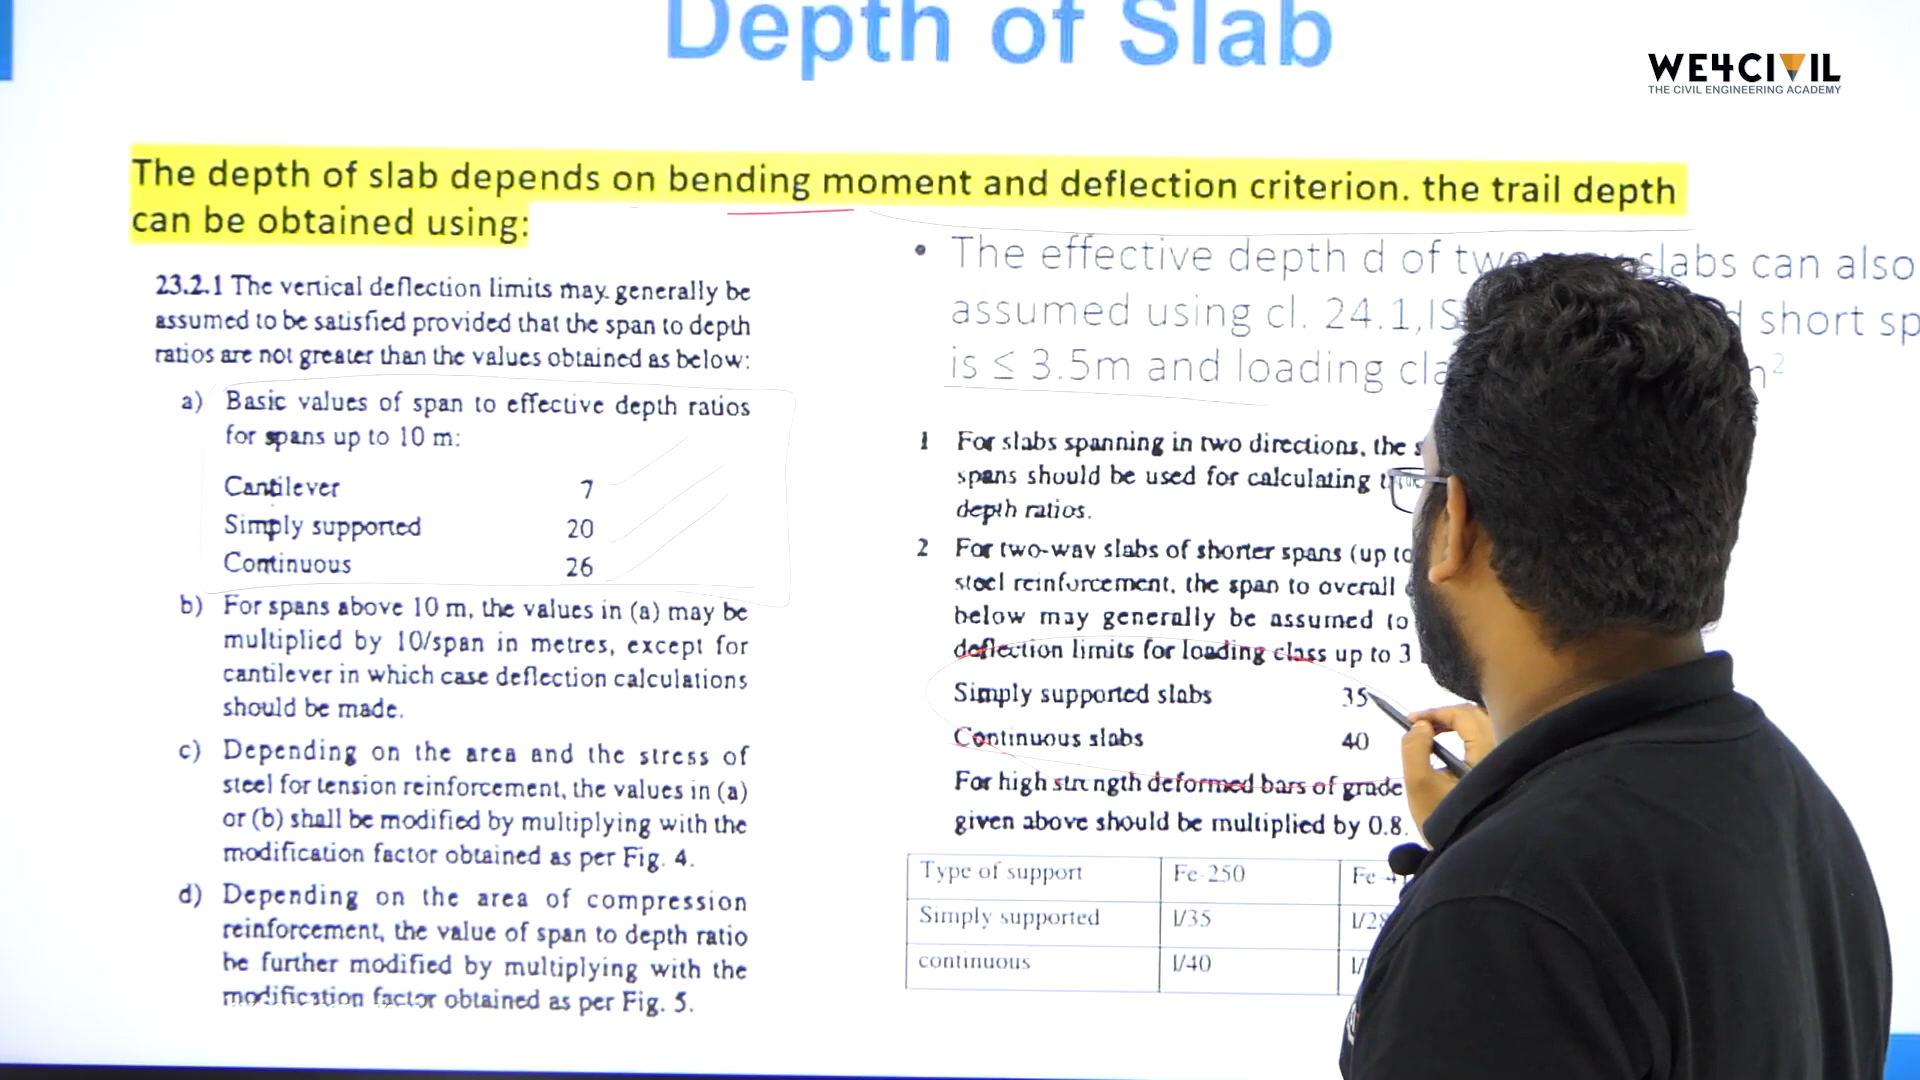 Depth of Slab
WE4CIVIL
THE CIVIL ENGINEERING ACADEMY
The depth of slab depends on bending moment and deflection criterion. the trail depth
can be obtained using:
23.2.1 The vertical deflection limits may generally be
assumed to be satisfied provided that the span to depth
ratios are not greater than the values obtained as below:
a) Basic values of span to effective depth ratios
for spans up to 10 m:
Cantilever 7
Simply supported 20
Continuous 26
b) For spans above 10 m, the values in (a) may be
multiplied by 10/span in metres, except for
cantilever in which case deflection calculations
should be made.
c) Depending on the area and the stress of
steel for tension reinforcement, the values in (a)
or (b) shall be modified by multiplying with the
modification factor obtained as per Fig. 4.
d) Depending on the area of compression
reinforcement, the value of span to depth ratio
be further modified by multiplying with the
modification factor obtained as per Fig. 5.
• The effective depth d of slabs can also
assumed using cl. 24.1, short
is ≤ 3.5m and loading
1 For slabs spanning in two directions, the
spans should be used for calculating
depth ratios.
2 For two-way slabs of shorter spans (up to
steel reinforcement, the span to overall
below may generally be assumed to
deflection limits for loading class up to 3
Simply supported slabs 35
Continuous slabs 40
For high strength deformed bars of grade
given above should be multiplied by 0.8.
Type of support Fe-250
Simply supported l/35
continuous l/40